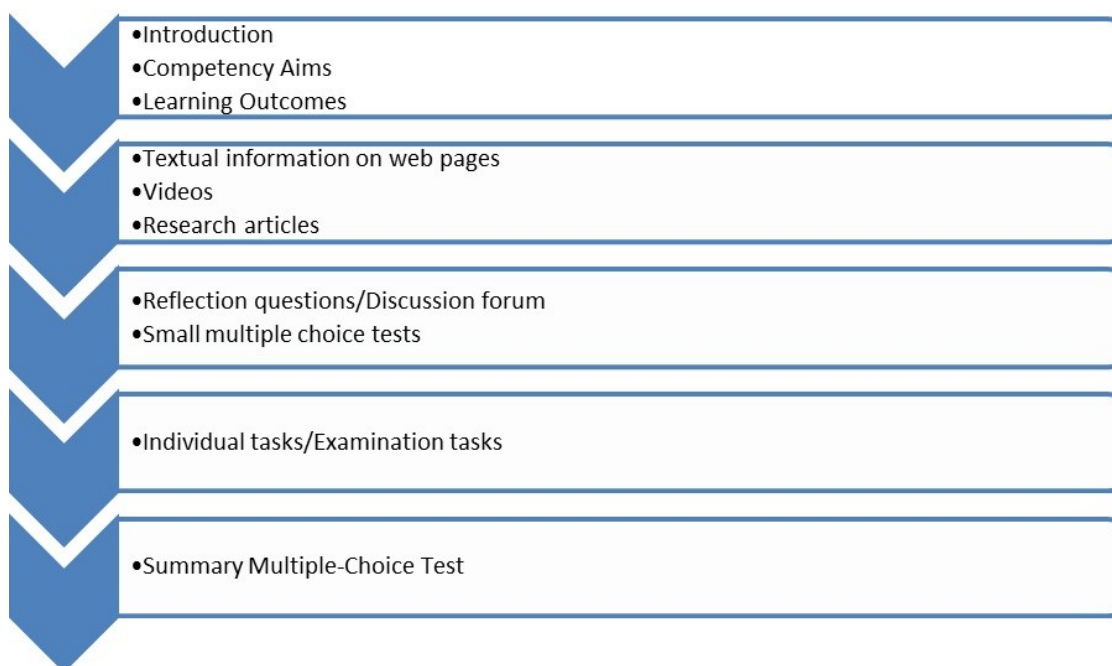 •Introduction
•Competency Aims
•Learning Outcomes
•Textual information on web pages
•Videos
•Research articles
•Reflection questions/Discussion forum
•Small multiple choice tests
•Individual tasks/Examination tasks
•Summary Multiple-Choice Test